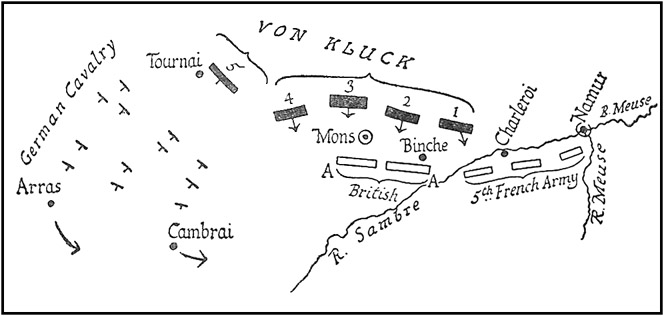 VON KLUCK
German Cavalry
Tournai
5
4
3
2
1
Mons
Binche
Charleroi
Namur
R. Meuse
R. Meuse
A
British
A
5th French Army
R. Sambre
Arras
Cambrai